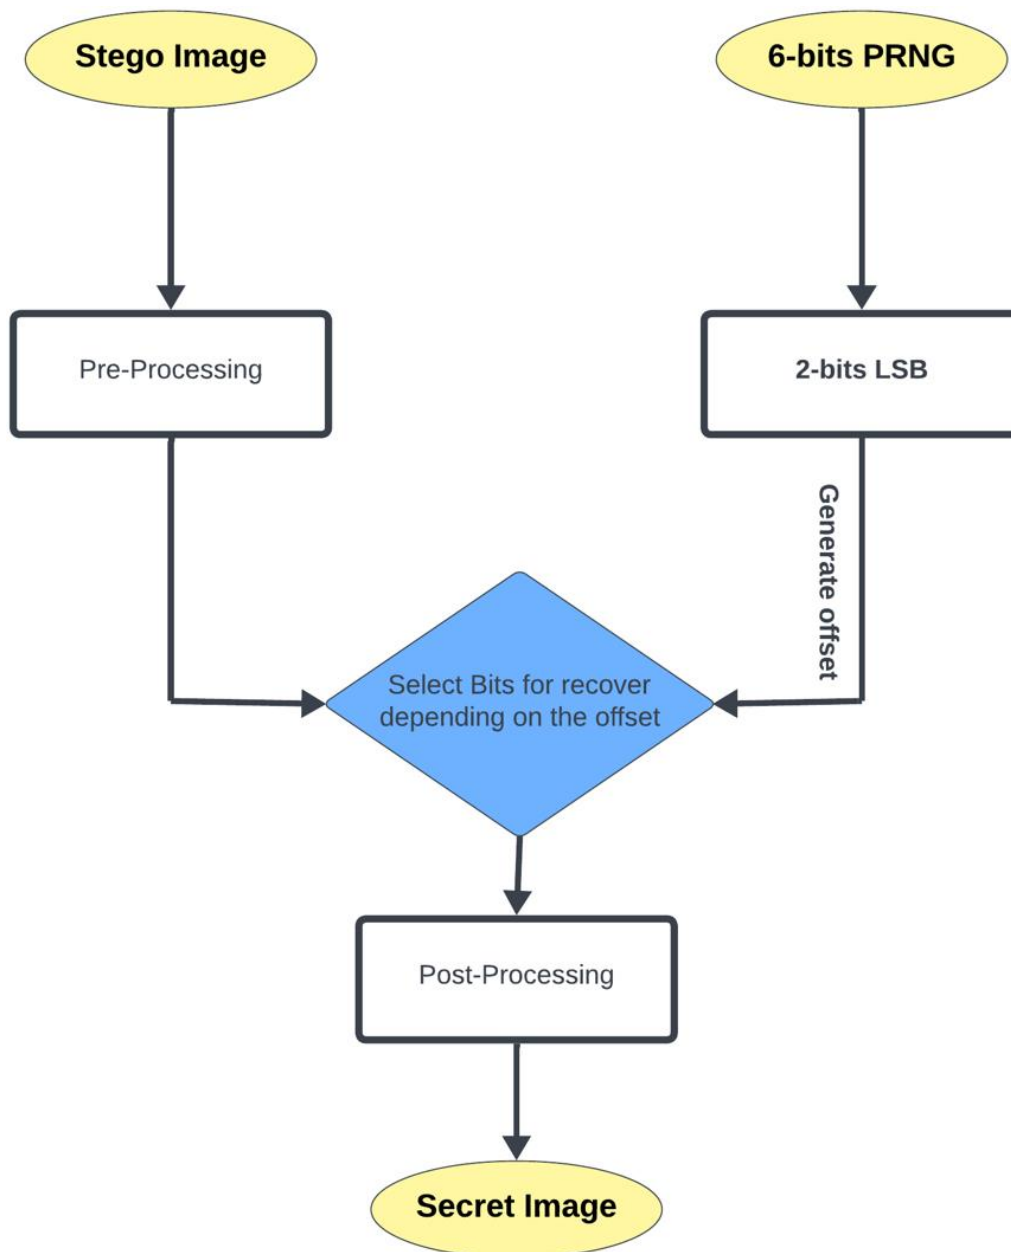 Stego Image
6-bits PRNG
Pre-Processing
2-bits LSB
Generate offset
Select Bits for recover
depending on the offset
Post-Processing
Secret Image